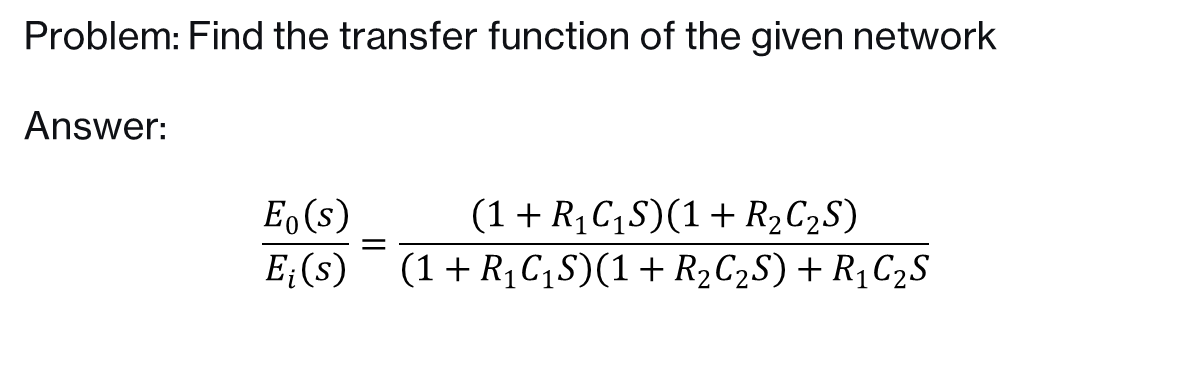 Problem: Find the transfer function of the given network
Answer:
E₀(s)/Eᵢ(s) = (1 + R₁C₁S)(1 + R₂C₂S)/((1 + R₁C₁S)(1 + R₂C₂S) + R₁C₂S)